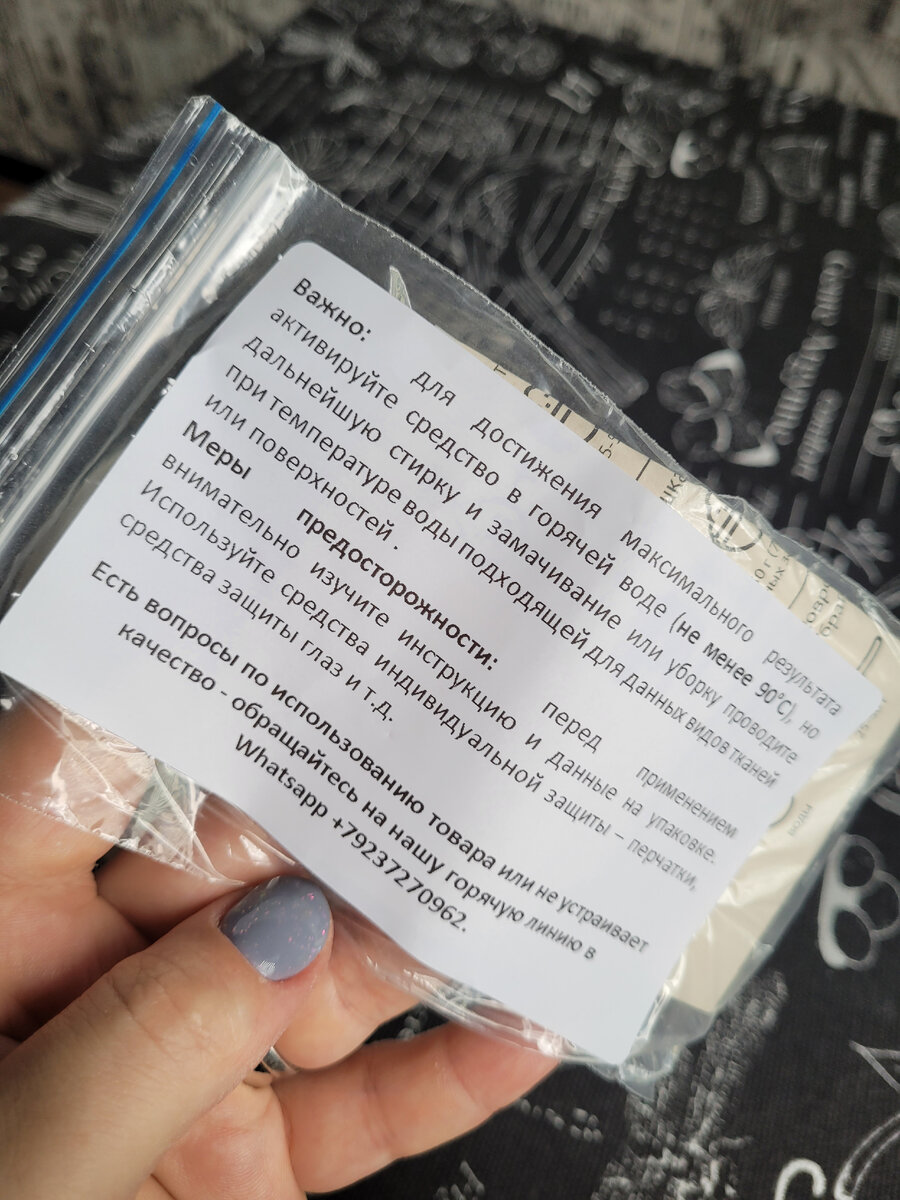 Важно: для достижения максимального результата
активируйте средство в горячей воде (не менее 90°С), но
дальнейшую стирку и замачивание или уборку проводите
при температуре воды подходящей для данных видов тканей
или поверхностей.
Меры предосторожности: перед применением
внимательно изучите инструкцию и данные на упаковке.
Используйте средства индивидуальной защиты – перчатки,
средства защиты глаз и т.д.
Есть вопросы по использованию товара или не устраивает
качество - обращайтесь на нашу горячую линию в
Whatsapp +79237270962.
воды